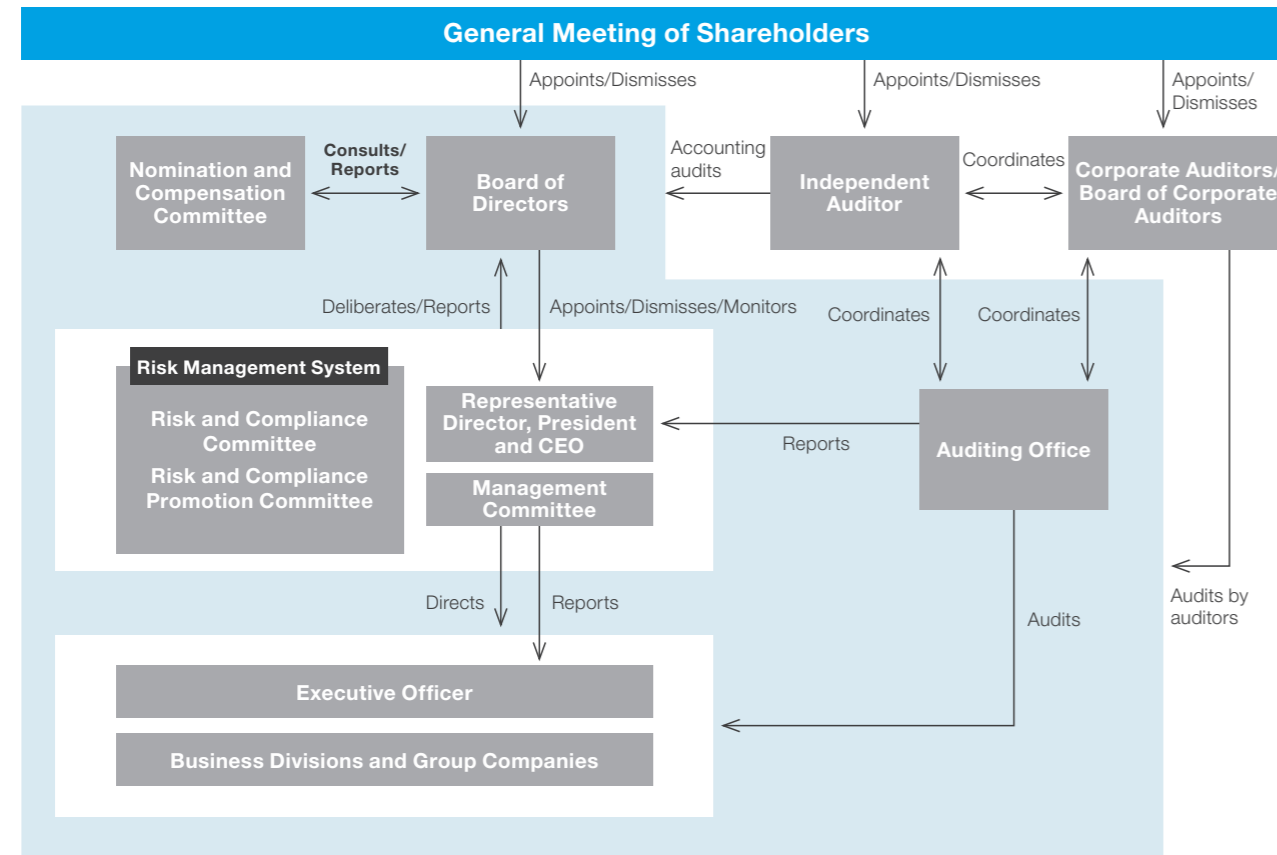 General Meeting of Shareholders
Appoints/Dismisses
Appoints/Dismisses
Appoints/
Dismisses
Nomination and
Compensation
Committee
Consults/
Reports
Board of
Directors
Accounting
audits
Independent
Auditor
Coordinates
Corporate Auditors/
Board of Corporate
Auditors
Deliberates/Reports
Appoints/Dismisses/Monitors
Coordinates
Coordinates
Risk Management System
Risk and Compliance
Committee
Risk and Compliance
Promotion Committee
Representative
Director, President
and CEO
Management
Committee
Reports
Auditing Office
Directs
Reports
Audits
Audits by
auditors
Executive Officer
Business Divisions and Group Companies